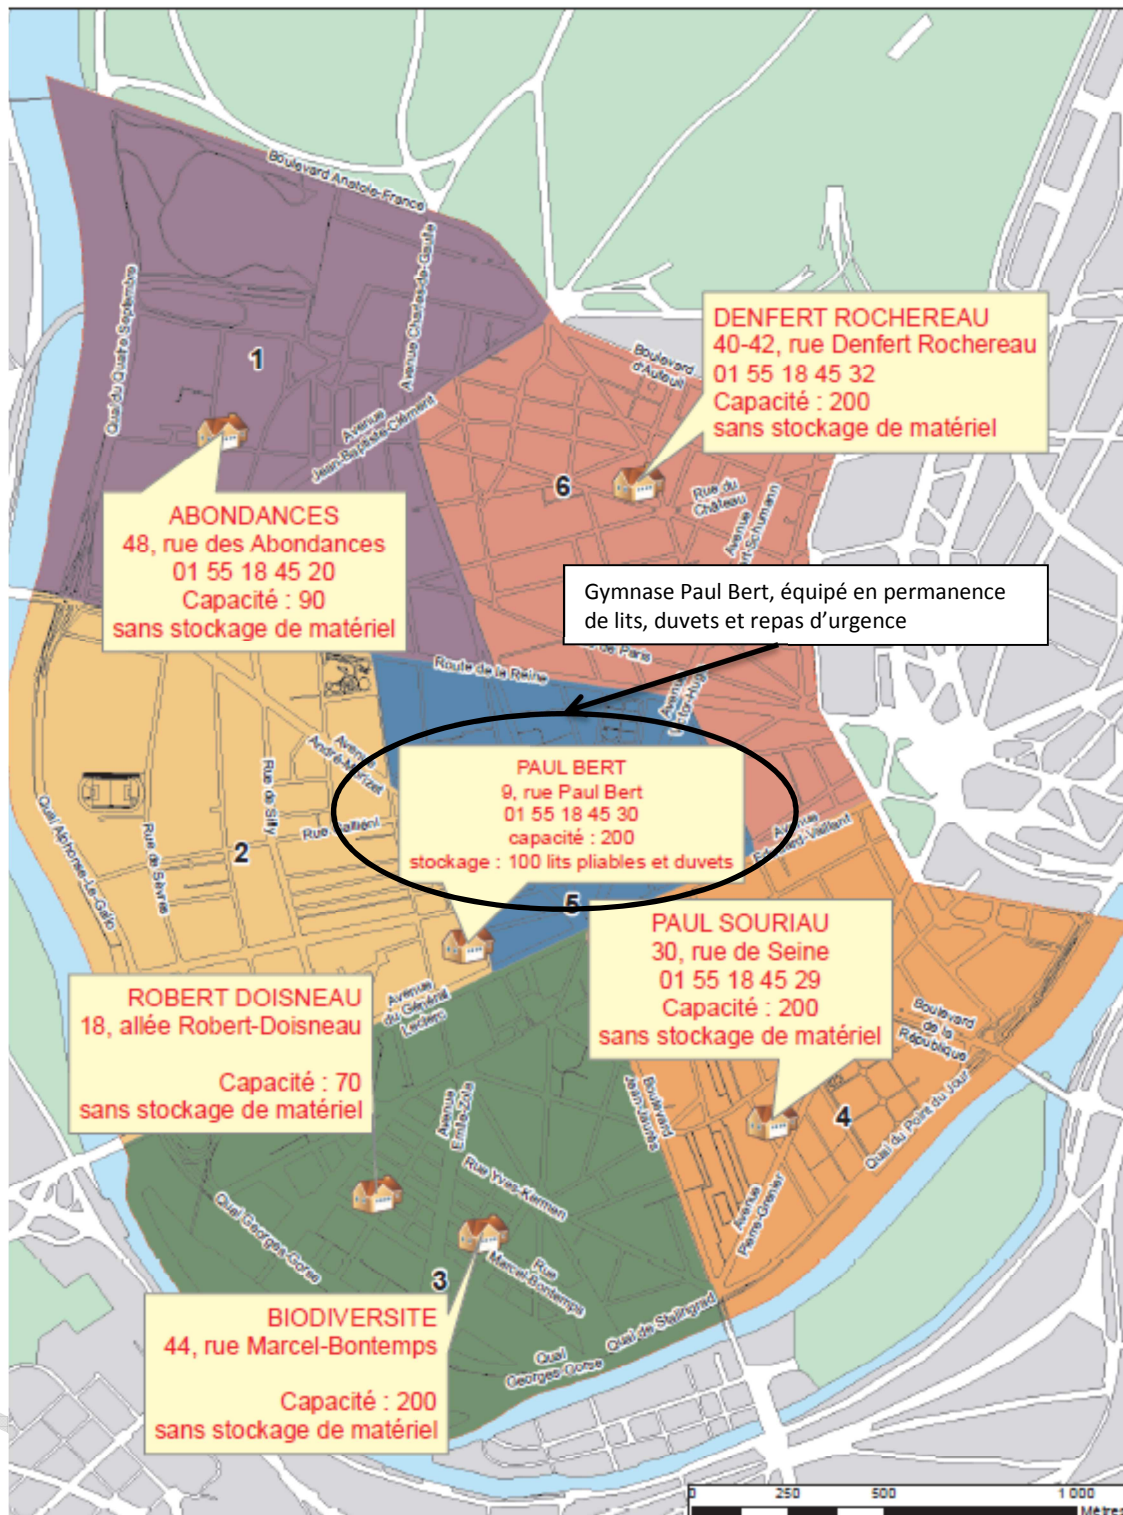 Boulevard Anatole-France
Quai du Quatre Septembre
Avenue Charles-de-Gaulle
1
Avenue
Jean-Baptiste Clément
Boulevard
d'Auteuil
DENFERT ROCHEREAU
40-42, rue Denfert Rochereau
01 55 18 45 32
Capacité : 200
sans stockage de matériel
6
Rue du
Château
Avenue
ABONDANCES
48, rue des Abondances
01 55 18 45 20
Capacité : 90
sans stockage de matériel
Gymnase Paul Bert, équipé en permanence
de lits, duvets et repas d'urgence
de Paris
Route de la Reine
Avenue
Avenue
André-Morizet
Rue de Silly
Rue Galliéni
Rue de Sèvres
Quai Alphonse-Le-Gallo
2
PAUL BERT
9, rue Paul Bert
01 55 18 45 30
capacité : 200
stockage : 100 lits pliables et duvets
Avenue
Edouard-Vaillant
5
PAUL SOURIAU
30, rue de Seine
01 55 18 45 29
Capacité : 200
sans stockage de matériel
Avenue
du Général
Leclerc
ROBERT DOISNEAU
18, allée Robert-Doisneau
Capacité : 70
sans stockage de matériel
Boulevard
de la
République
Avenue
Emile-Zola
Boulevard
Jean-Jaurès
4
Quai du Point du Jour
Rue Yves-Kermen
Avenue
Pierre-Grenier
Quai Georges-Gorse
Rue
Marcel-Bontemps
3
BIODIVERSITE
44, rue Marcel-Bontemps
Capacité : 200
sans stockage de matériel
Quai de Stalingrad
Quai
Georges-Gorse
0 250 500 1 000
Mètres